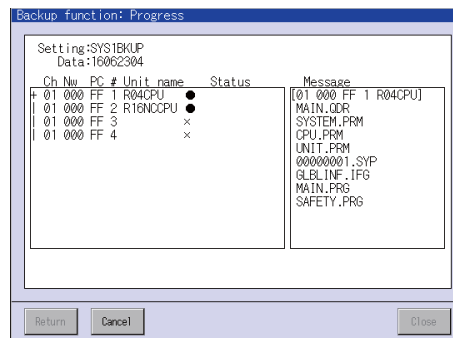 Backup function: Progress
Setting:SYS1BKUP
Data:16062304
Ch Nw PC # Unit name Status
+ 01 000 FF 1 R04CPU ●
| 01 000 FF 2 R16NCCPU ●
| 01 000 FF 3 ×
| 01 000 FF 4 ×
Message
[01 000 FF 1 R04CPU]
MAIN.QDR
SYSTEM.PRM
CPU.PRM
UNIT.PRM
00000001.SYP
GLBLINF.IFG
MAIN.PRG
SAFETY.PRG
Return
Cancel
Close